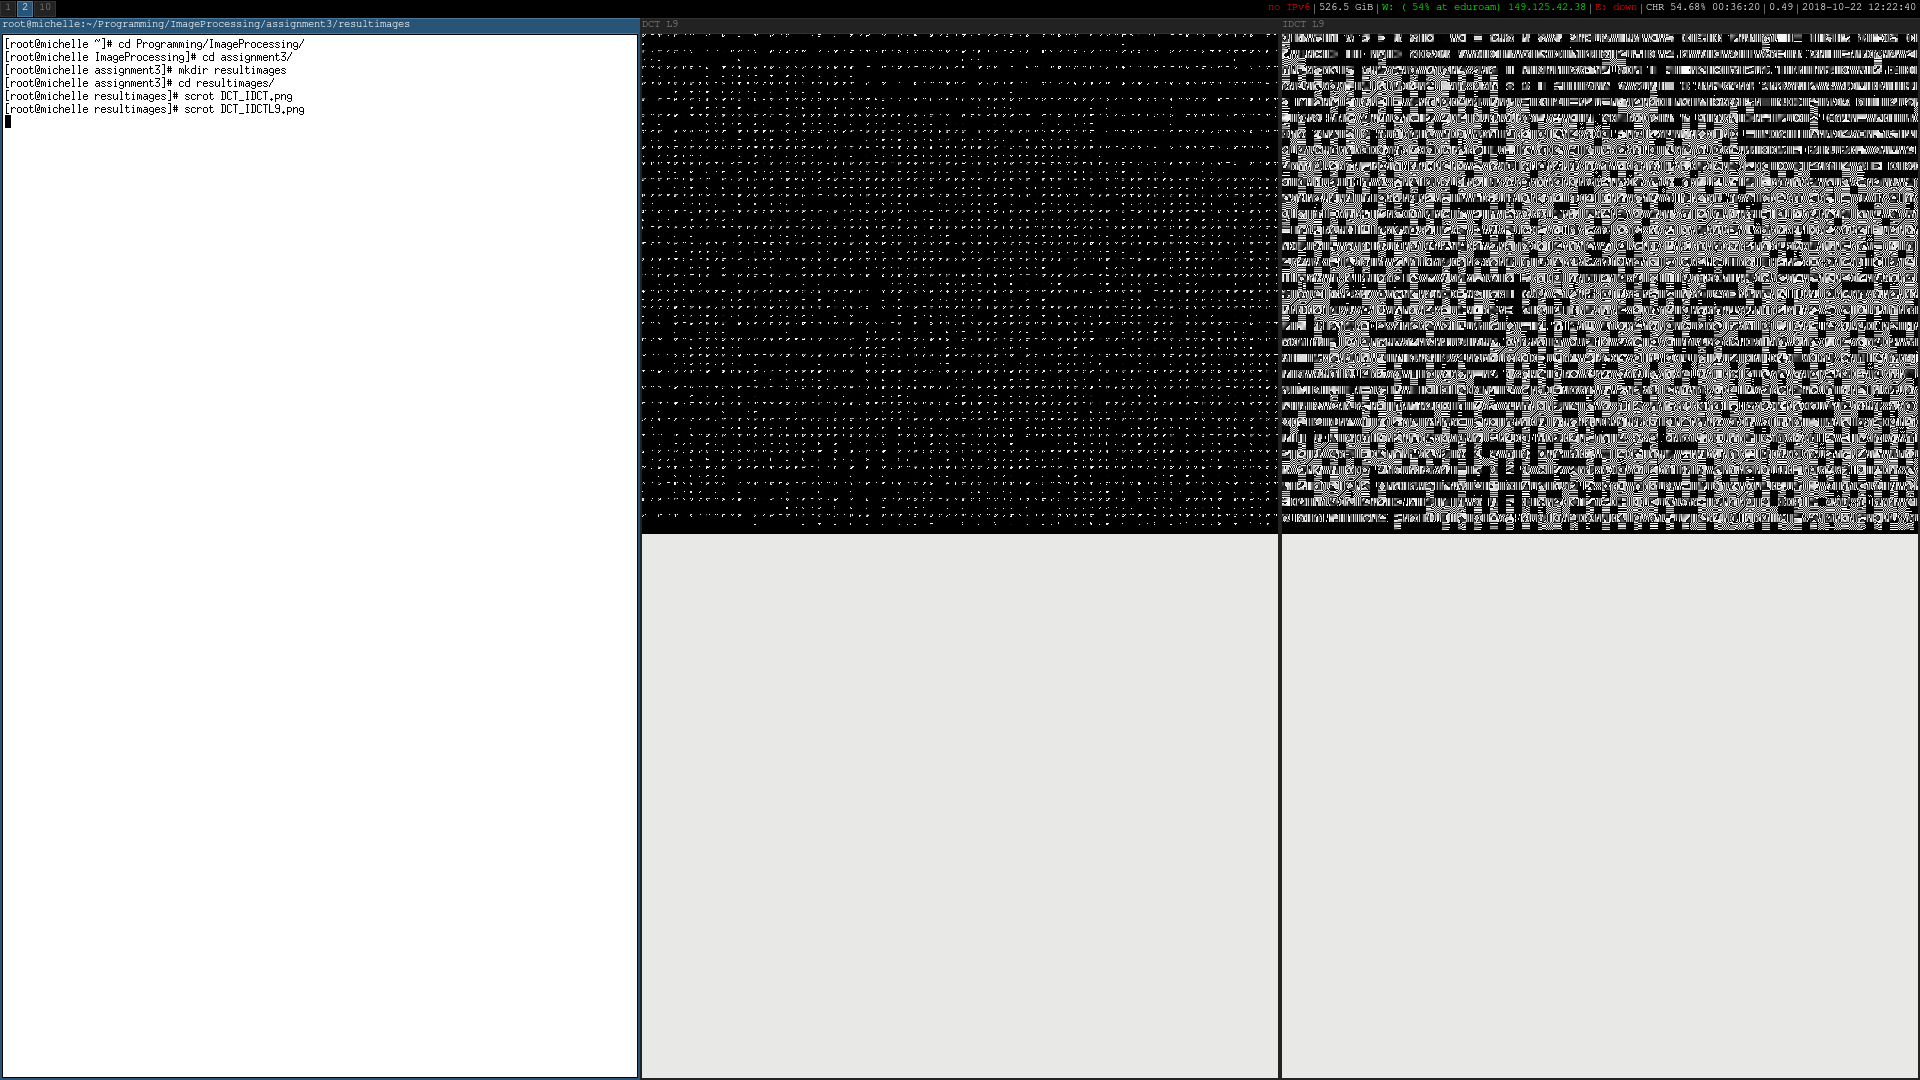 1 2 10
no IPv6|526.5 GiB|W: ( 54% at eduroam) 149.125.42.38|E: down|CHR 54.68% 00:36:20|0.49|2018-10-22 12:22:40
root@michelle:~/Programming/ImageProcessing/assignment3/resultimages
[root@michelle ~]# cd Programming/ImageProcessing/
[root@michelle ImageProcessing]# cd assignment3/
[root@michelle assignment3]# mkdir resultimages
[root@michelle assignment3]# cd resultimages/
[root@michelle resultimages]# scrot DCT_IDCT.png
[root@michelle resultimages]# scrot DCT_IDCTL9.png
DCT L9
IDCT L9